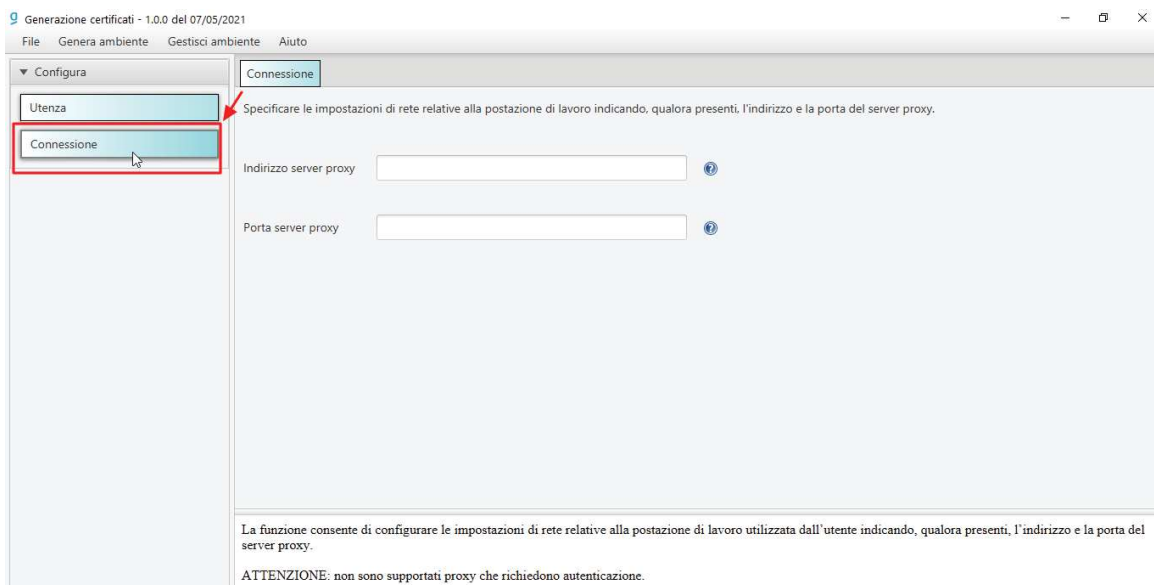 Generazione certificati - 1.0.0 del 07/05/2021
File Genera ambiente Gestisci ambiente Aiuto
Configura
Utenza
Connessione
Connessione
Specificare le impostazioni di rete relative alla postazione di lavoro indicando, qualora presenti, l'indirizzo e la porta del server proxy.
Indirizzo server proxy
Porta server proxy
La funzione consente di configurare le impostazioni di rete relative alla postazione di lavoro utilizzata dall'utente indicando, qualora presenti, l'indirizzo e la porta del
server proxy.
ATTENZIONE: non sono supportati proxy che richiedono autenticazione.